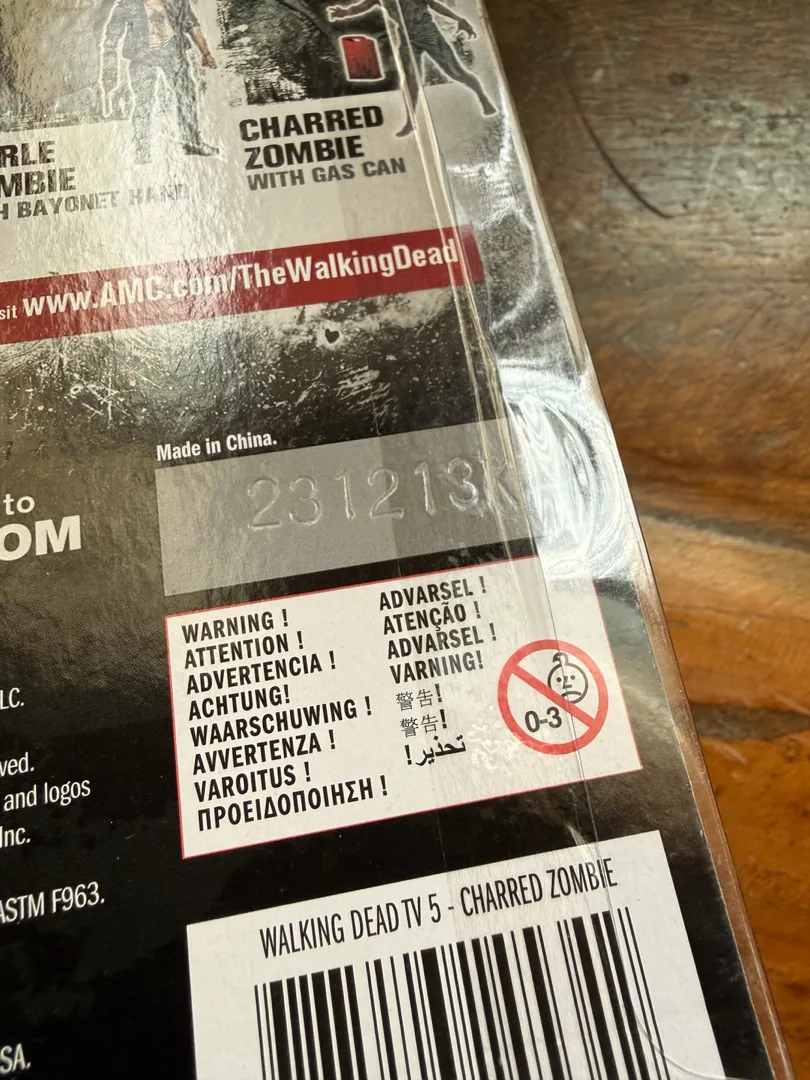 CHARRED
ZOMBIE
WITH GAS CAN
RLE
MBIE
H BAYONET HAND
sit www.AMC.com/TheWalkingDead
Made in China.
231213K
to
OM
WARNING !
ATTENTION !
ADVERTENCIA !
ACHTUNG!
WAARSCHUWING !
AVVERTENZA !
VAROITUS !
ΠΡΟΕΙΔΟΠΟΙΗΣΗ !
ADVARSEL !
ATENÇÃO !
ADVARSEL !
VARNING!
警告!
警告!
تحذير!
0-3
LC.
ved.
and logos
Inc.
ASTM F963.
SA.
WALKING DEAD TV 5 - CHARRED ZOMBIE